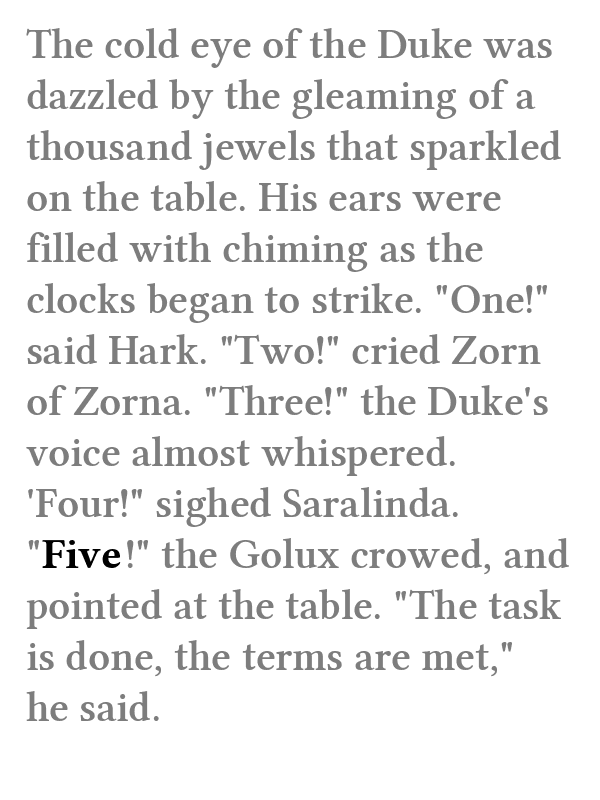 The cold eye of the Duke was
dazzled by the gleaming of a
thousand jewels that sparkled
on the table. His ears were
filled with chiming as the
clocks began to strike. "One!"
said Hark. "Two!" cried Zorn
of Zorna. "Three!" the Duke's
voice almost whispered.
'Four!" sighed Saralinda.
"Five!" the Golux crowed, and
pointed at the table. "The task
is done, the terms are met,"
he said.